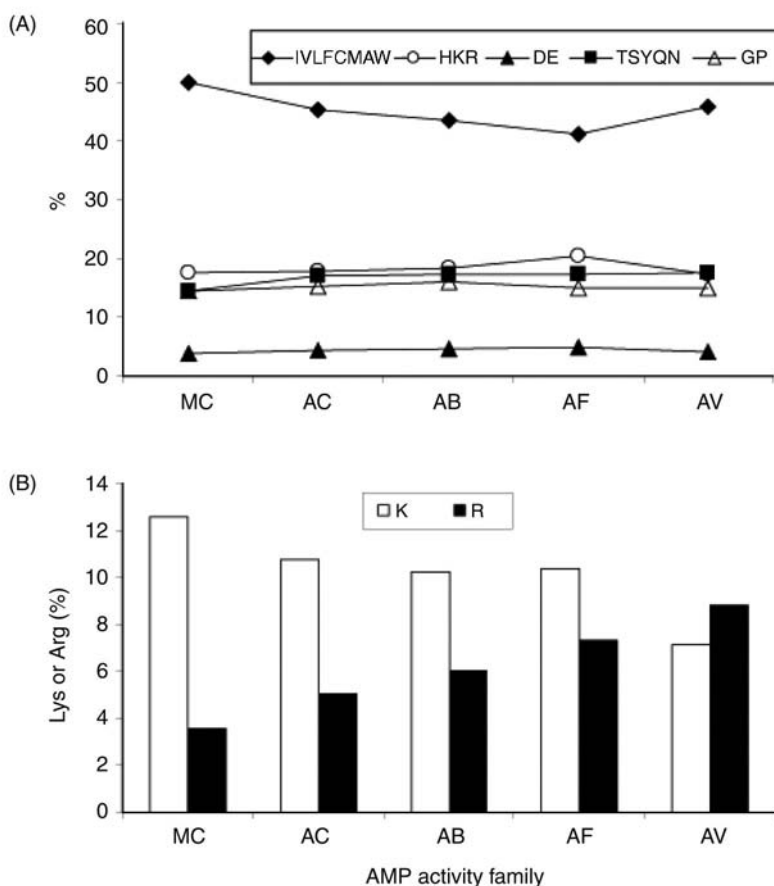 (A)
60
50
40
30
20
10
0
%
IVLFCMAW HKR DE TSYQN GP
MC AC AB AF AV
(B)
14
12
10
8
6
4
2
0
Lys or Arg (%)
K R
MC AC AB AF AV
AMP activity family